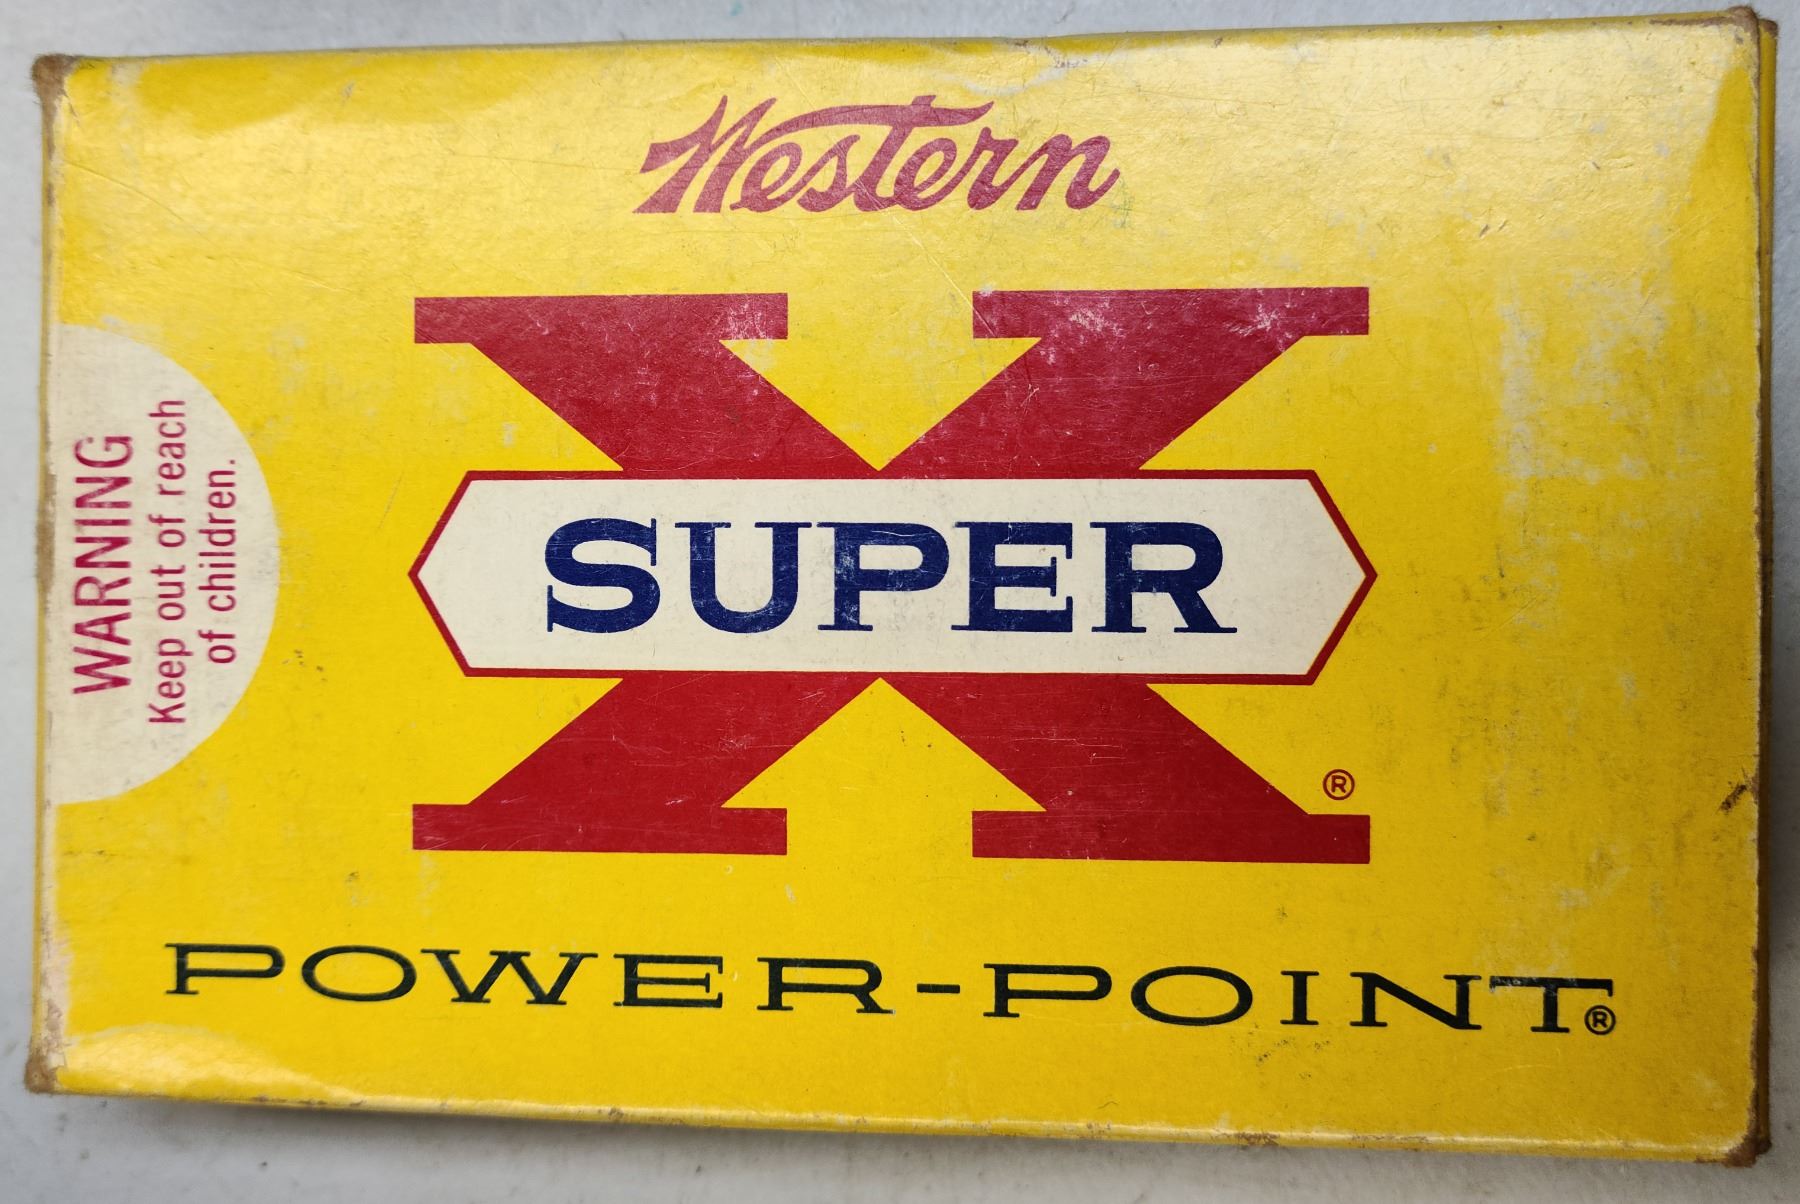 Western
X
SUPER
®
POWER-POINT®
WARNING
Keep out of reach
of children.